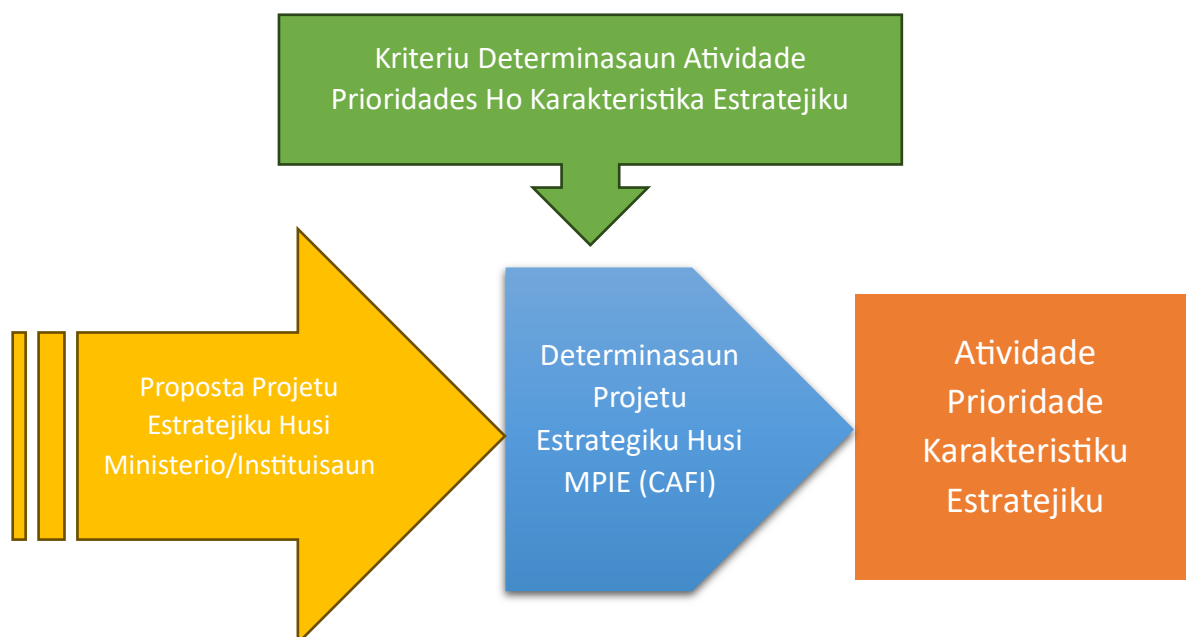 Kriteriu Determinasaun Atividade
Prioridades Ho Karakteristika Estratejiku
Proposta Projetu
Estratejiku Husi
Ministerio/Instituisaun
Determinasaun
Projetu
Estrategiku Husi
MPIE (CAFI)
Atividade
Prioridade
Karakteristiku
Estratejiku